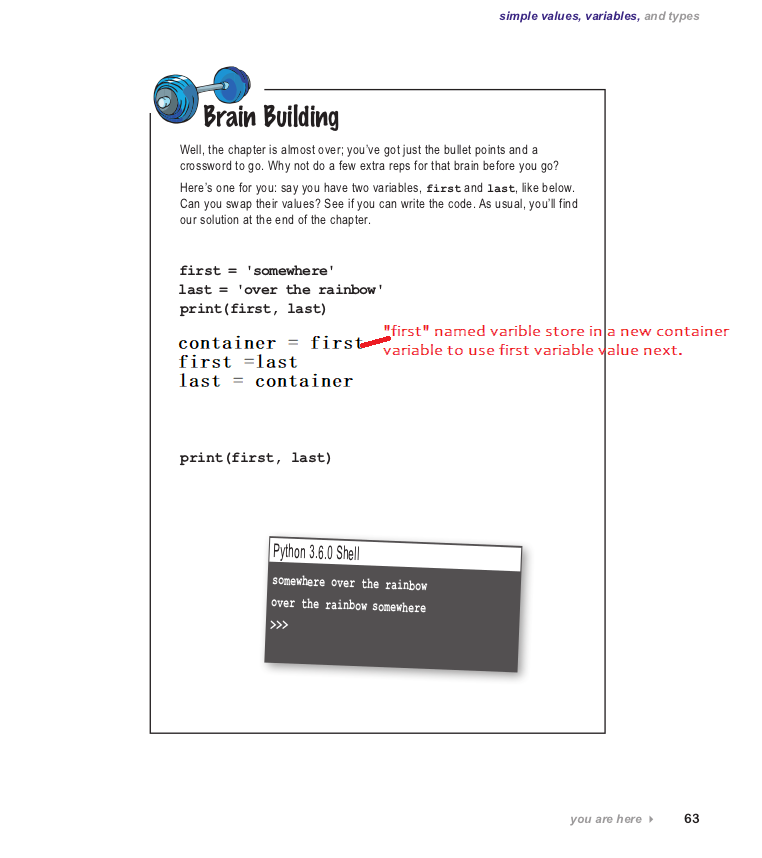 simple values, variables, and types
Brain Building
Well, the chapter is almost over; you've got just the bullet points and a
crossword to go. Why not do a few extra reps for that brain before you go?
Here's one for you: say you have two variables, first and last, like below.
Can you swap their values? See if you can write the code. As usual, you'll find
our solution at the end of the chapter.
first = 'somewhere'
last = 'over the rainbow'
print(first, last)
container = first
first =last
last = container
"first" named varible store in a new container
variable to use first variable value next.
print(first, last)
Python 3.6.0 Shell
somewhere over the rainbow
over the rainbow somewhere
>>>
you are here
63